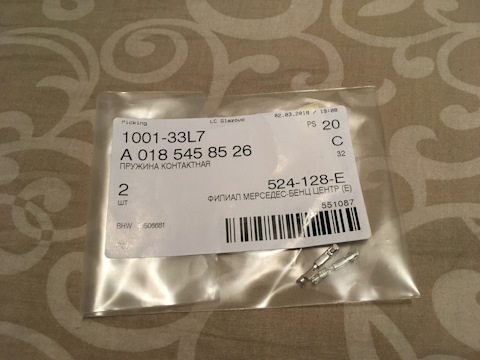 Picking LC Glazovo 02.03.2018 / 19:08
1001-33L7 PS 20
A 018 545 85 26 C
ПРУЖИНА КОНТАКТНАЯ 32
2 524-128-E
шт ФИЛИАЛ МЕРСЕДЕС-БЕНЦ ЦЕНТР (E)
551087
BHW